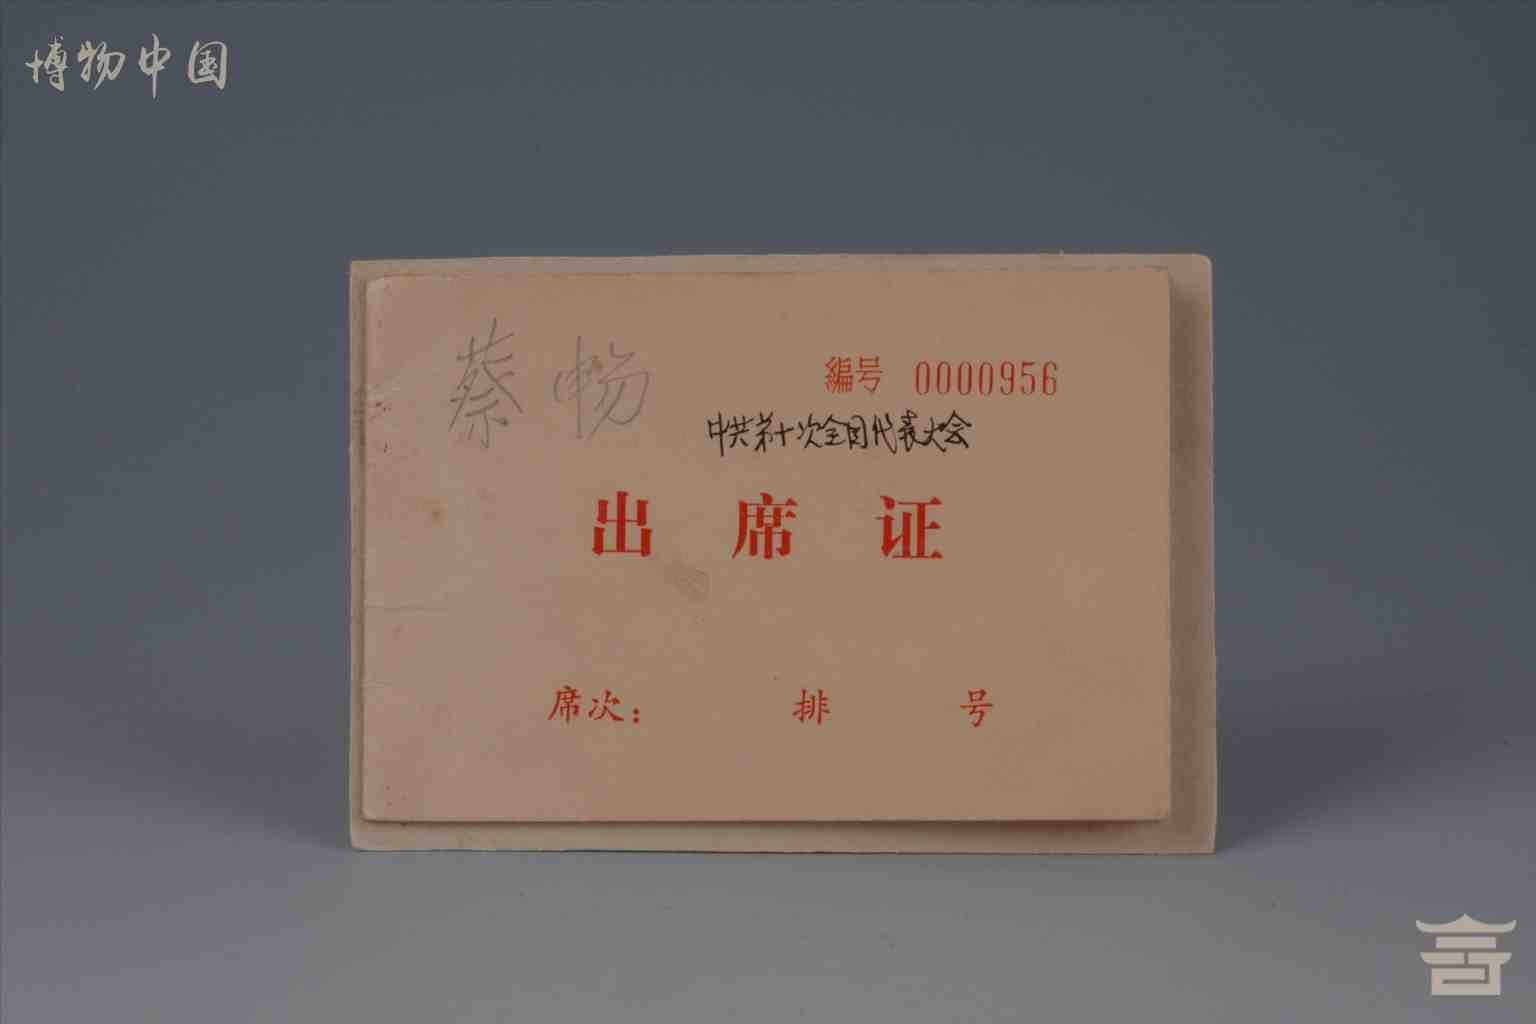 博物中国
蔡畅
編号 0000956
中共第十次全国代表大会
出席证
席次: 排 号